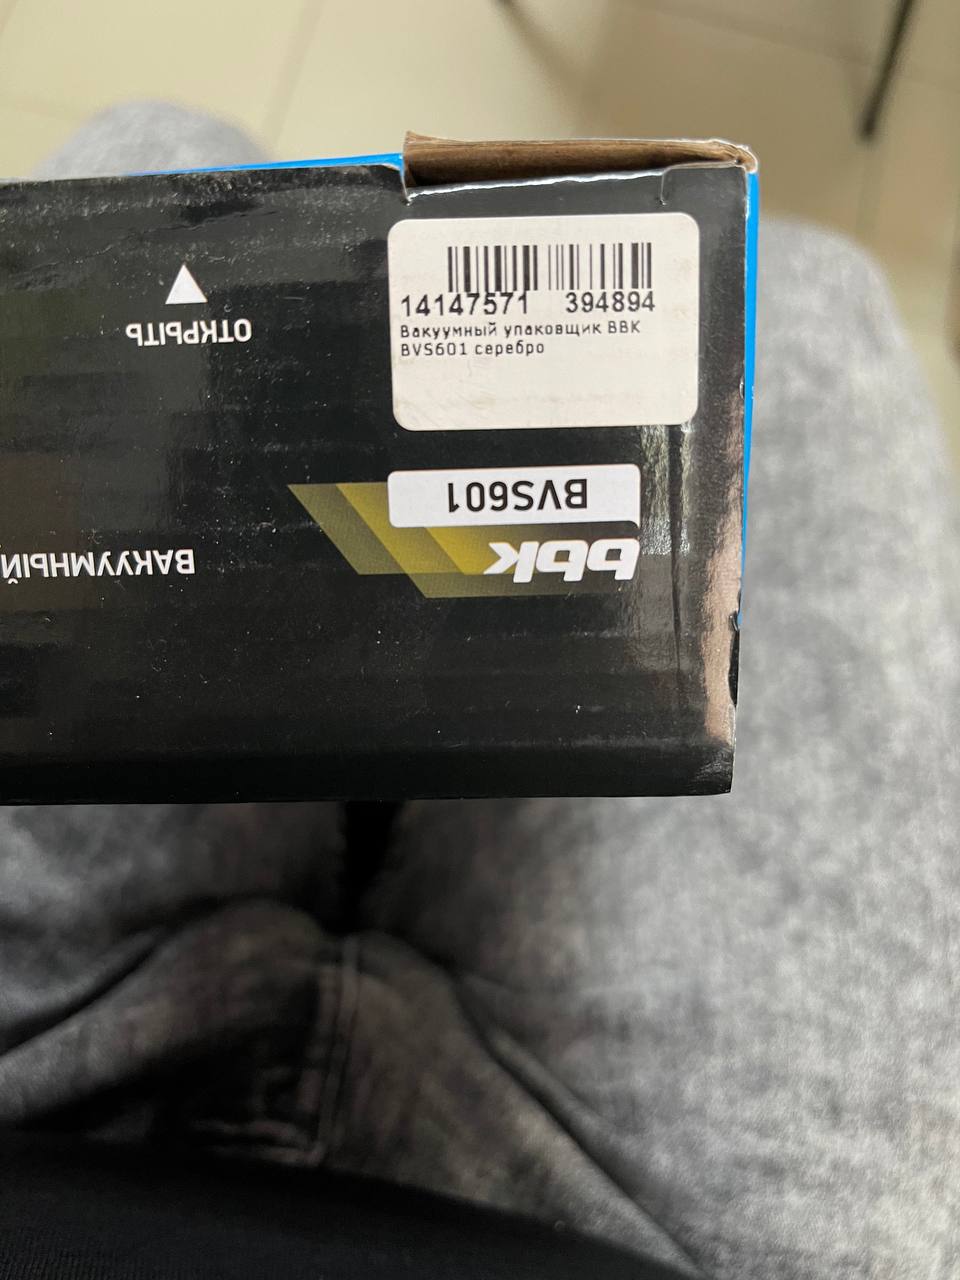 14147571 394894
Вакуумный упаковщик BBK
BVS601 серебро
ОТКРЫТЬ
BVS601
bbk
ВАКУУМНЫЙ